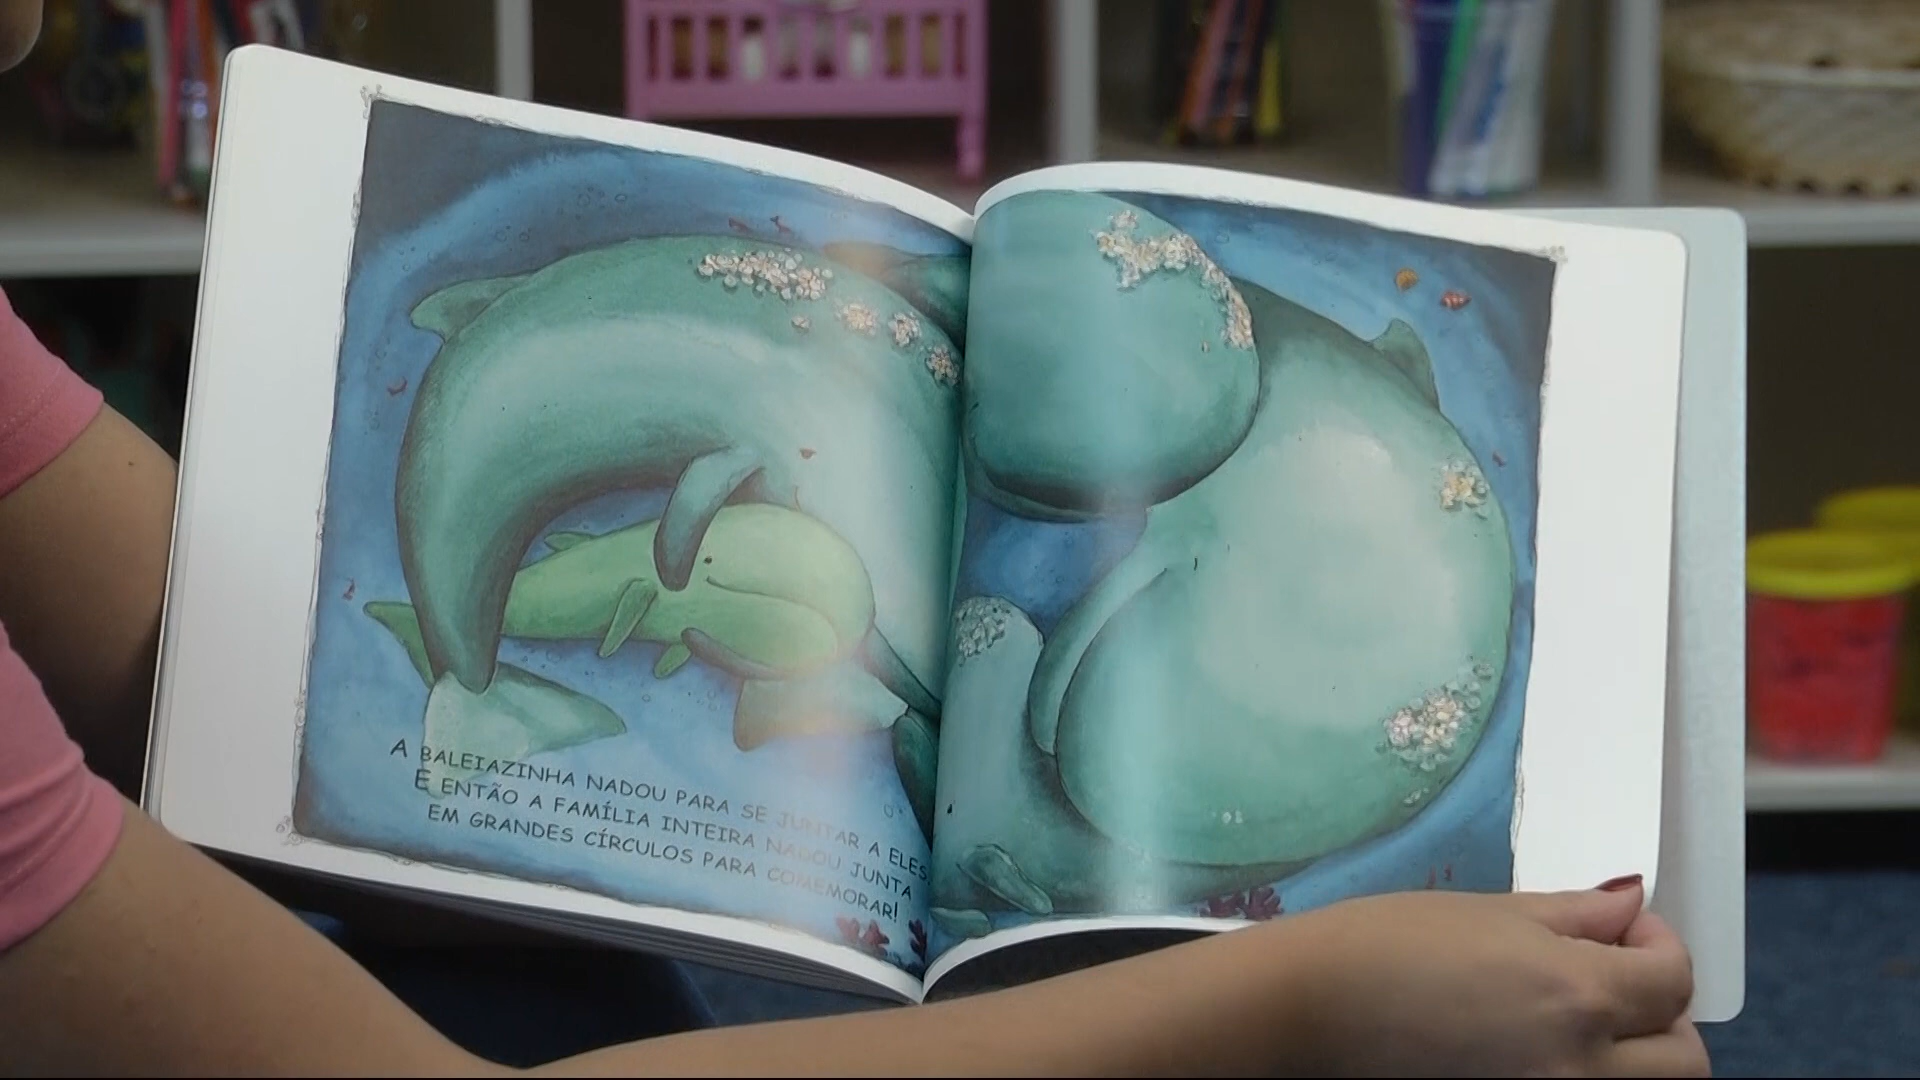 A BALEIAZINHA NADOU PARA SE JUNTAR A ELES.
E ENTÃO A FAMÍLIA INTEIRA NADOU JUNTA
EM GRANDES CÍRCULOS PARA COMEMORAR!